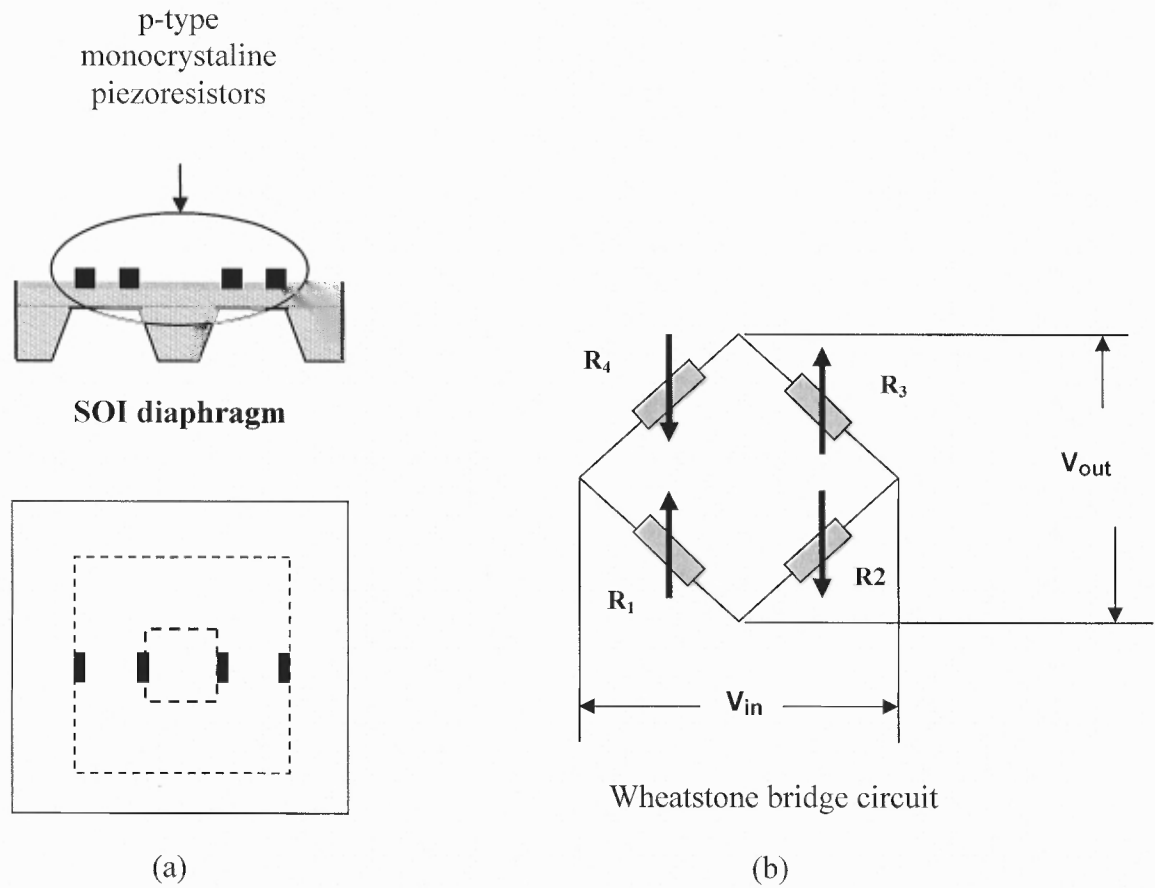 p-type
monocrystaline
piezoresistors
SOI diaphragm
(a)
R4
R3
Vout
R1
R2
Vin
Wheatstone bridge circuit
(b)